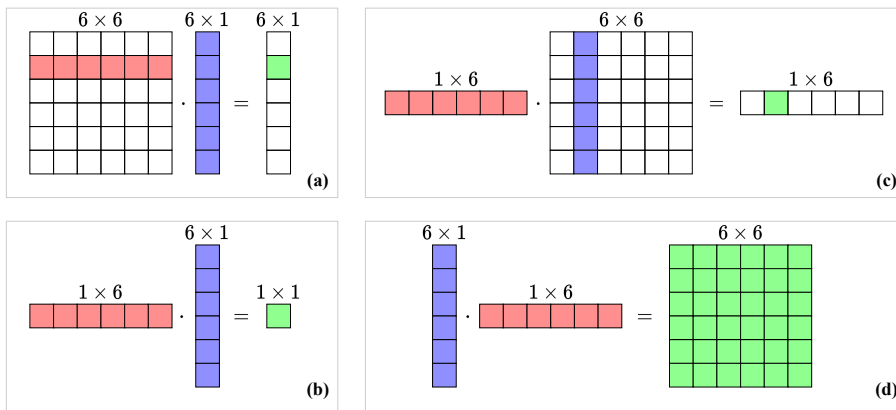 6 × 6 6 × 1 6 × 1
· =
(a)
6 × 6
1 × 6 1 × 6
· =
(c)
6 × 1
1 × 6 1 × 1
· =
(b)
6 × 1 6 × 6
1 × 6
· =
(d)